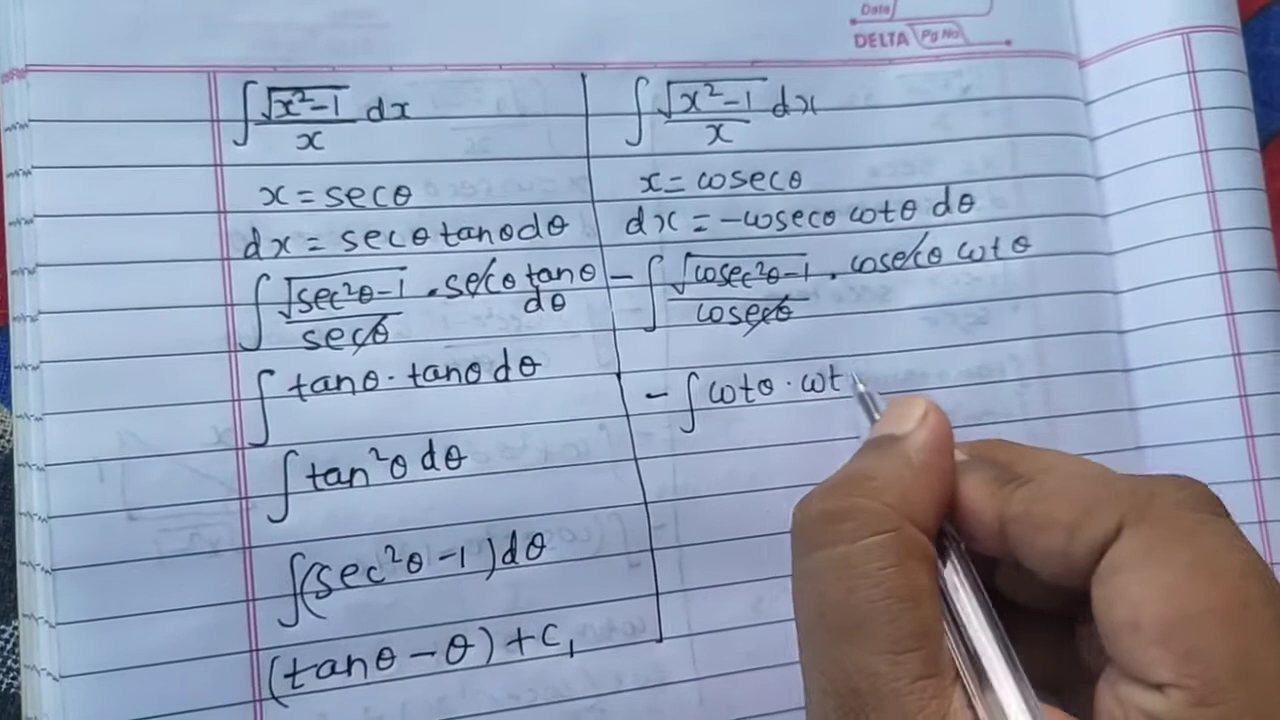 Date
DELTA Pg No
∫ √(x²-1)/x dx
x = secθ
dx = secθ tanθ dθ
∫ √(sec²θ-1)/secθ · secθ tanθ dθ
∫ tanθ · tanθ dθ
∫ tan²θ dθ
∫(sec²θ -1)dθ
(tanθ - θ) + C₁
∫ √(x²-1)/x dx
x = cosecθ
dx = -cosecθ cotθ dθ
- ∫ √(cosec²θ-1)/cosecθ · cosecθ cotθ
- ∫ cotθ · cot